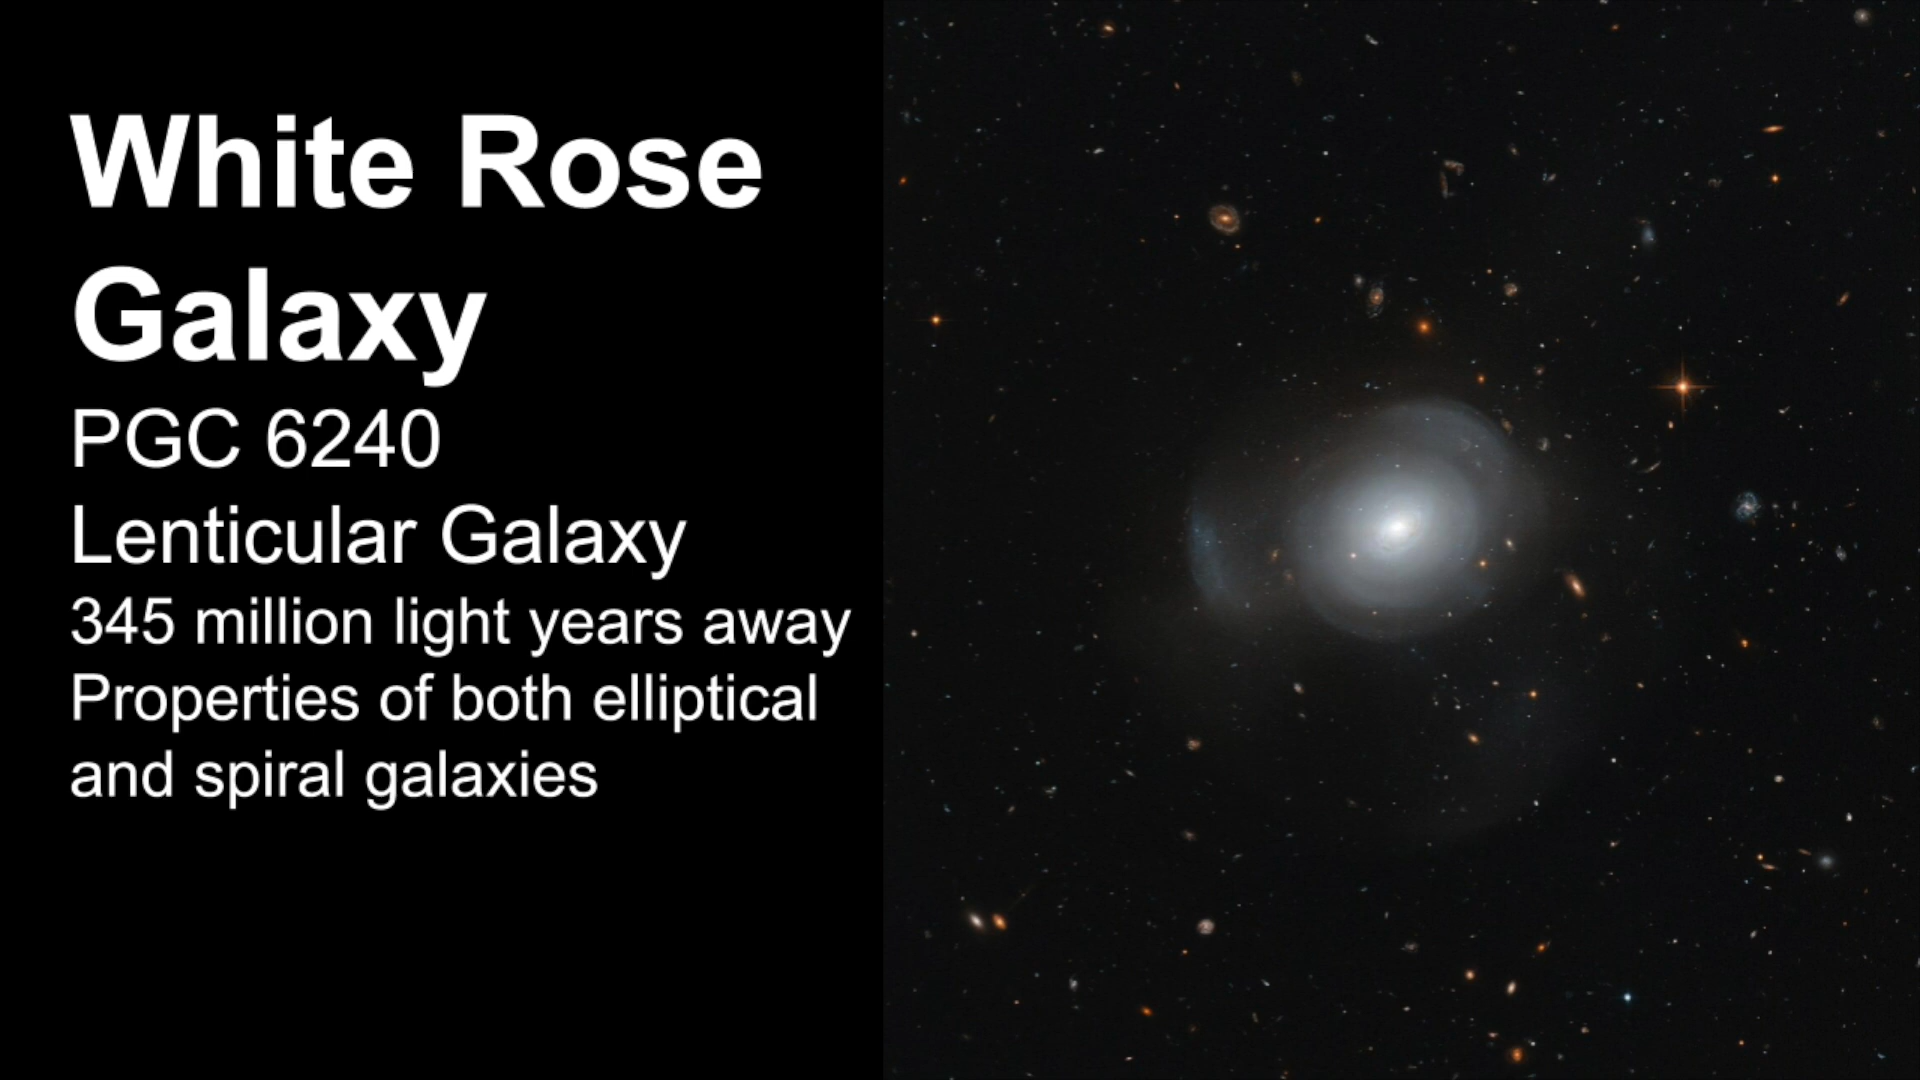 White Rose
Galaxy
PGC 6240
Lenticular Galaxy
345 million light years away
Properties of both elliptical
and spiral galaxies